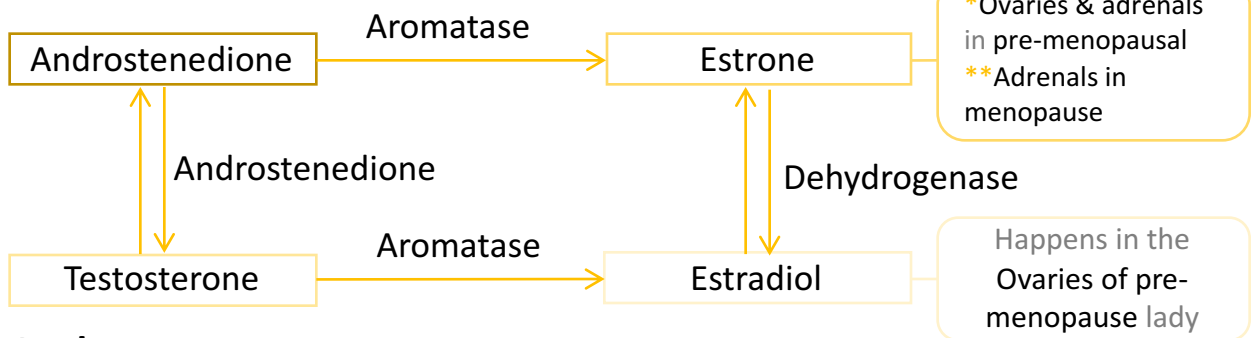 *Ovaries & adrenals
in pre-menopausal
**Adrenals in
menopause
Aromatase
Androstenedione
Estrone
Androstenedione
Dehydrogenase
Aromatase
Testosterone
Estradiol
Happens in the
Ovaries of pre-
menopause lady